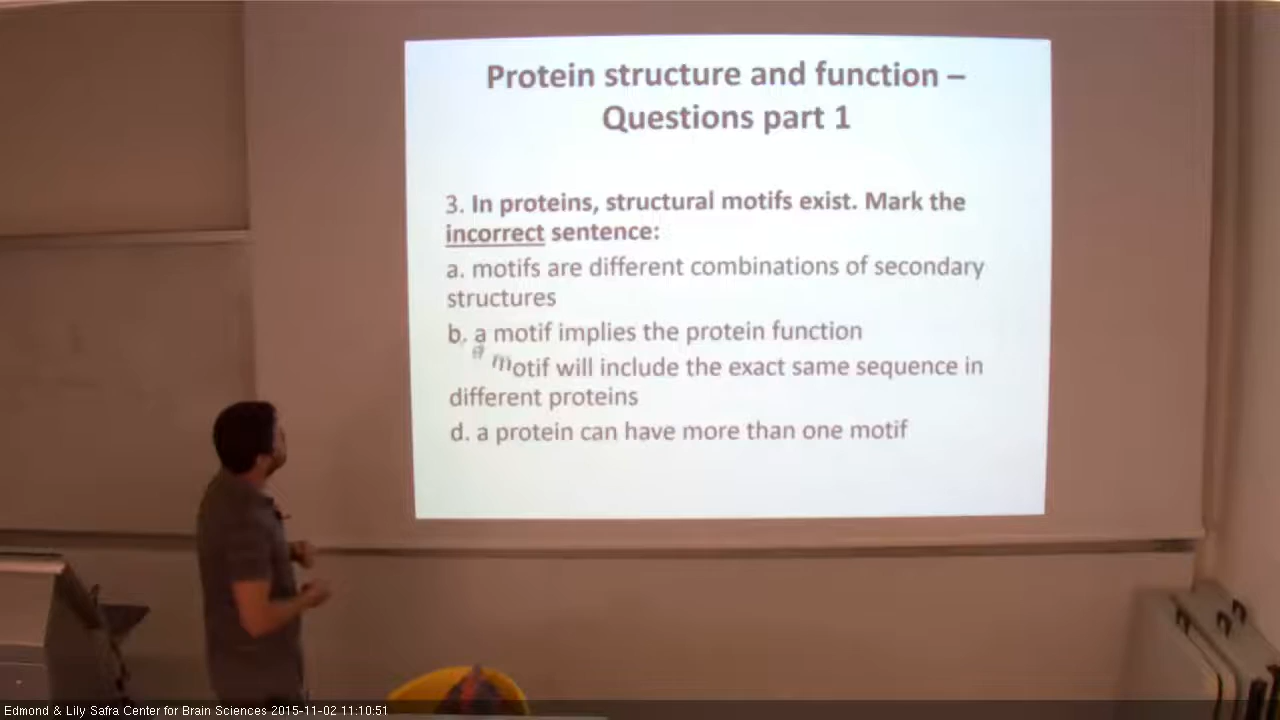 Protein structure and function –
Questions part 1
3. In proteins, structural motifs exist. Mark the
incorrect sentence:
a. motifs are different combinations of secondary
structures
b. a motif implies the protein function
a motif will include the exact same sequence in
different proteins
d. a protein can have more than one motif
Edmond & Lily Safra Center for Brain Sciences 2015-11-02 11:10:51